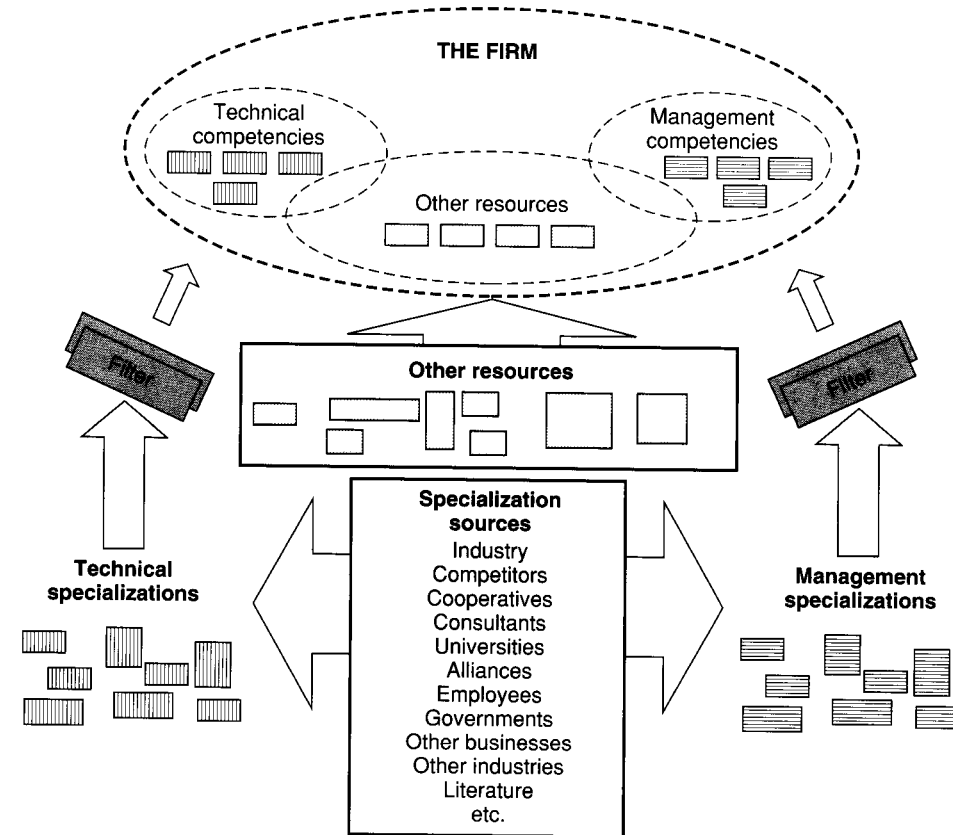 THE FIRM
Technical
competencies
Management
competencies
Other resources
Filter
Filter
Other resources
Specialization
sources
Industry
Competitors
Cooperatives
Consultants
Universities
Alliances
Employees
Governments
Other businesses
Other industries
Literature
etc.
Technical
specializations
Management
specializations